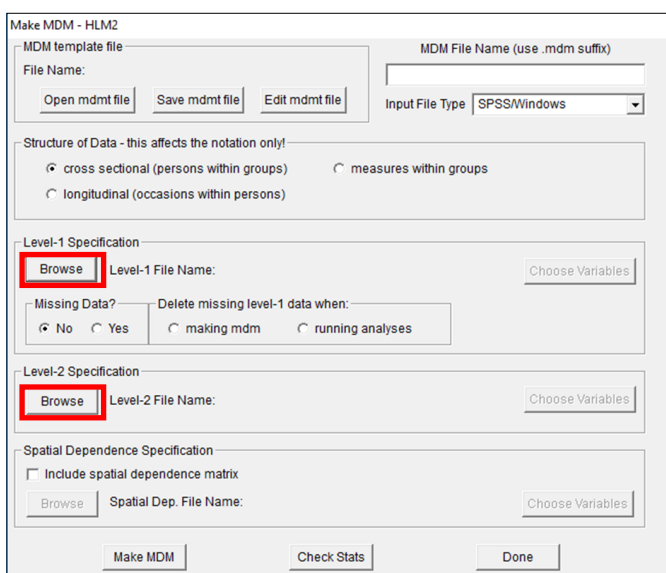 Make MDM - HLM2
MDM template file
File Name:
Open mdmt file Save mdmt file Edit mdmt file
MDM File Name (use .mdm suffix)
Input File Type SPSS/Windows
Structure of Data - this affects the notation only!
cross sectional (persons within groups) measures within groups
longitudinal (occasions within persons)
Level-1 Specification
Browse Level-1 File Name: Choose Variables
Missing Data? Delete missing level-1 data when:
No Yes making mdm running analyses
Level-2 Specification
Browse Level-2 File Name: Choose Variables
Spatial Dependence Specification
Include spatial dependence matrix
Browse Spatial Dep. File Name: Choose Variables
Make MDM Check Stats Done